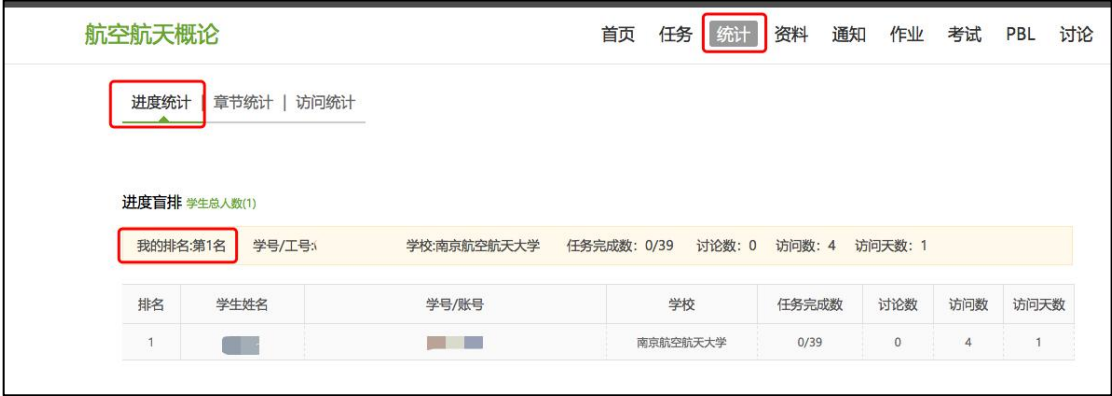 航空航天概论
首页 任务 统计 资料 通知 作业 考试 PBL 讨论
进度统计 | 章节统计 | 访问统计
进度盲排 学生总人数(1)
我的排名:第1名 学号/工号: 学校:南京航空航天大学 任务完成数: 0/39 讨论数: 0 访问数: 4 访问天数: 1
排名 学生姓名 学号/账号 学校 任务完成数 讨论数 访问数 访问天数
1 南京航空航天大学 0/39 0 4 1